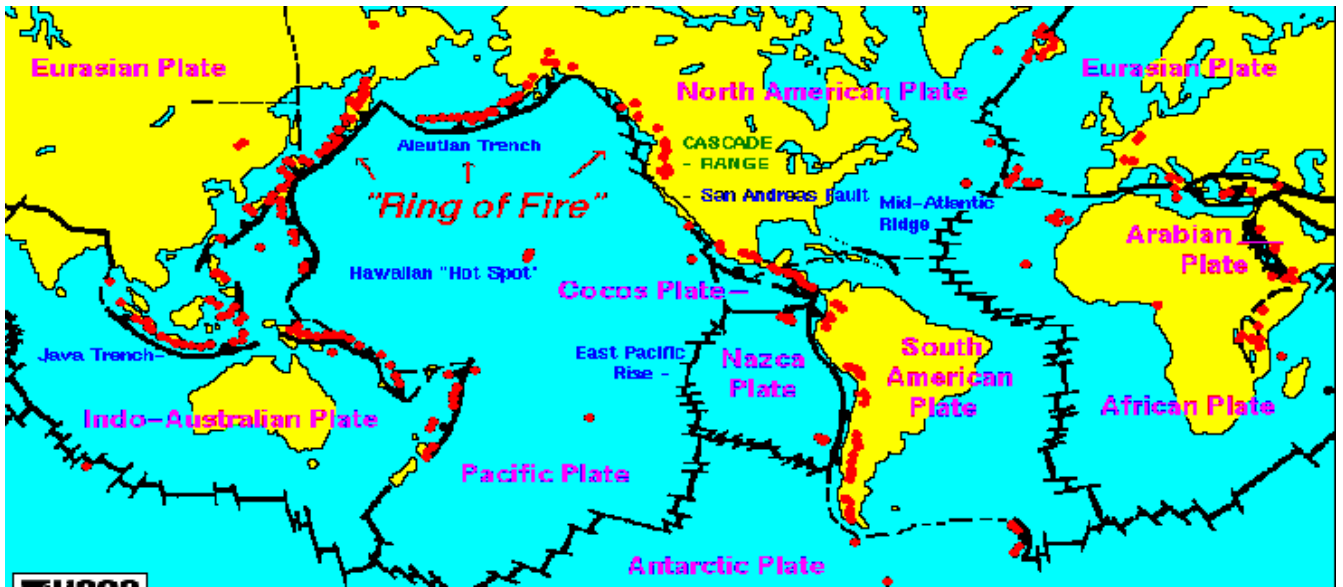 Eurasian Plate
Eurasian Plate
North American Plate
Aleutian Trench
CASCADE
- RANGE
"Ring of Fire"
- San Andreas Fault
Mid-Atlantic
Ridge
Arabian
Plate
Hawaiian "Hot Spot"
Cocos Plate
Java Trench
East Pacific
Rise -
Nazca
Plate
South
American
Plate
Indo-Australian Plate
African Plate
Pacific Plate
Antarctic Plate
USGS